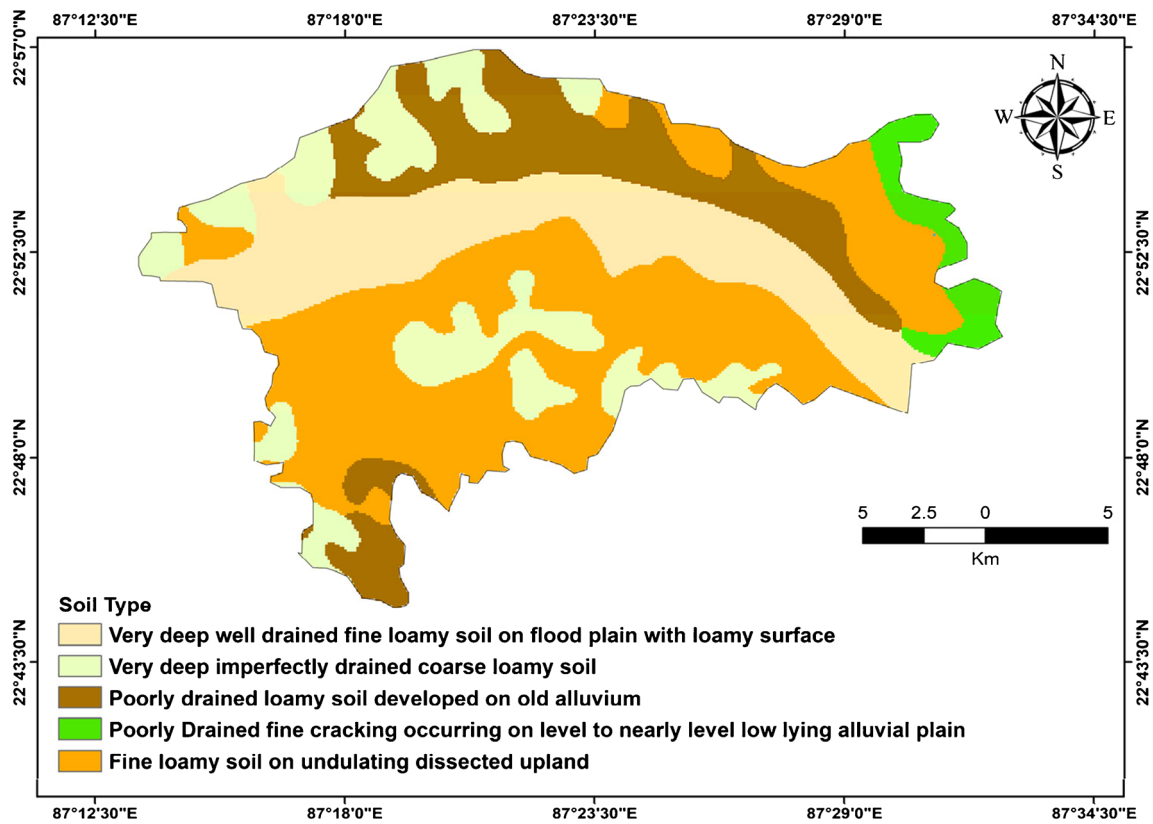 87°12'30"E 87°18'0"E 87°23'30"E 87°29'0"E 87°34'30"E
22°57'0"N 22°57'0"N
N
W E
S
22°52'30"N 22°52'30"N
22°48'0"N 22°48'0"N
5 2.5 0 5
Km
Soil Type
Very deep well drained fine loamy soil on flood plain with loamy surface
22°43'30"N 22°43'30"N
Very deep imperfectly drained coarse loamy soil
Poorly drained loamy soil developed on old alluvium
Poorly Drained fine cracking occurring on level to nearly level low lying alluvial plain
Fine loamy soil on undulating dissected upland
87°12'30"E 87°18'0"E 87°23'30"E 87°29'0"E 87°34'30"E